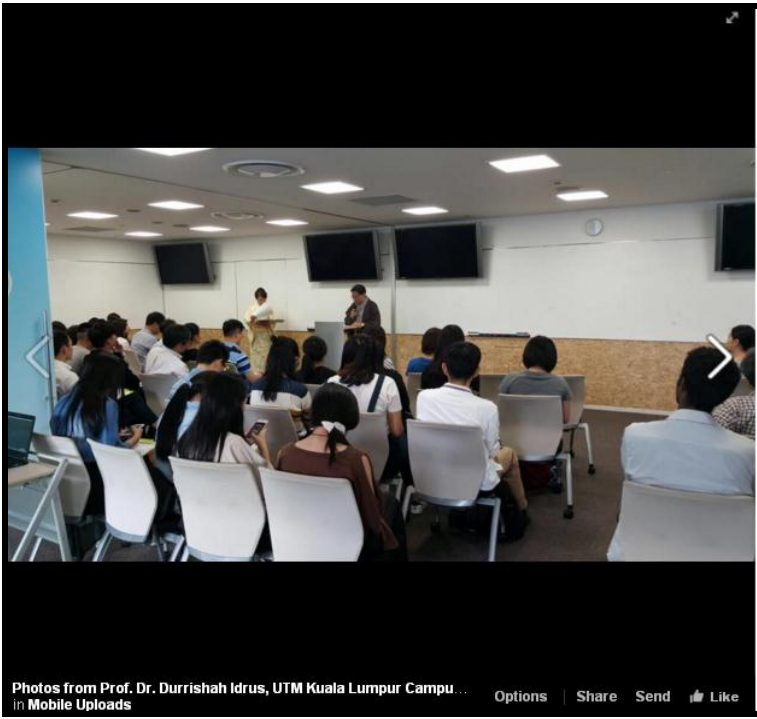 Photos from Prof. Dr. Durrishah Idrus, UTM Kuala Lumpur Campu...
in Mobile Uploads
Options Share Send Like